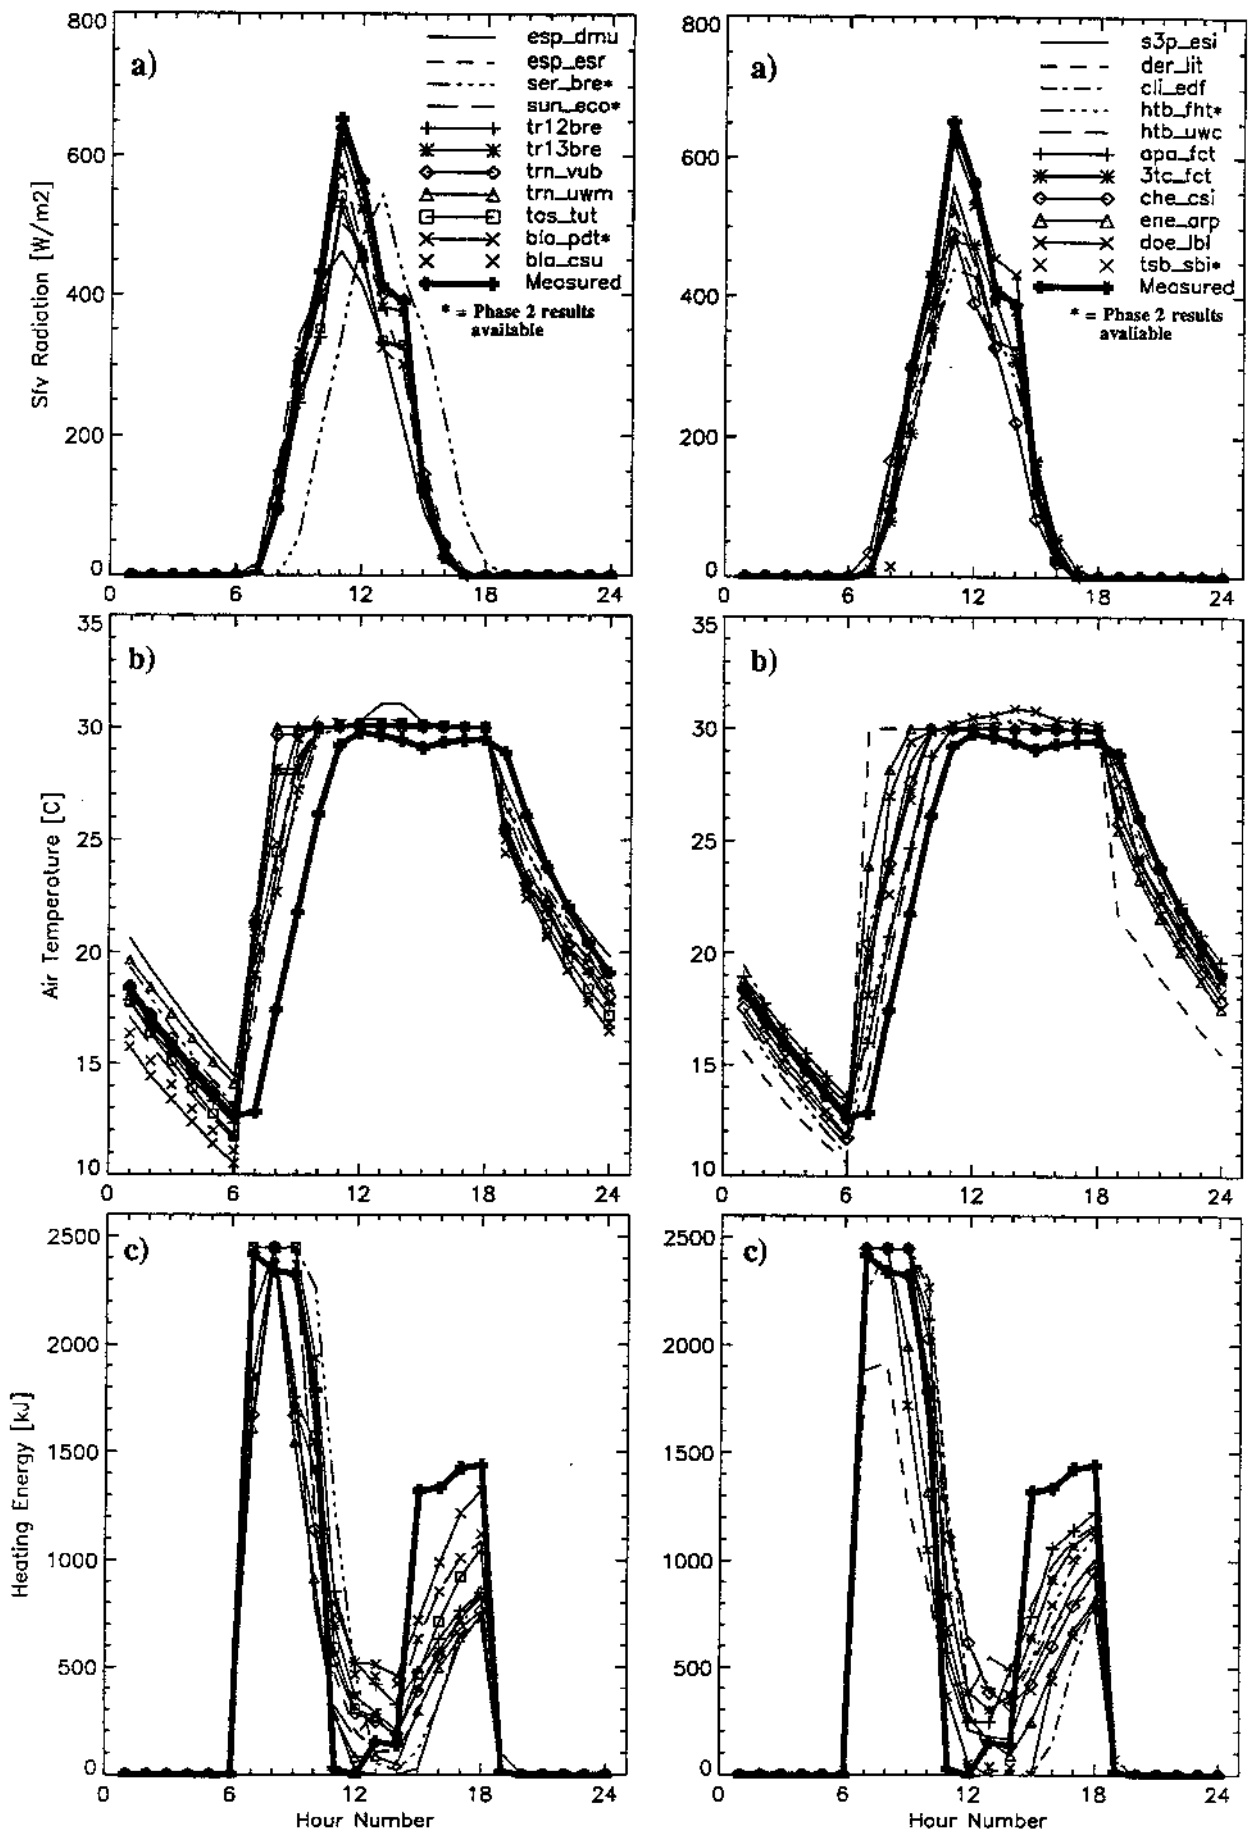 a)
800
600
400
200
0
Sfv Radiation [W/m2]
0 6 12 18 24
esp_dmu
esp_esr
ser_bre*
sun_eco*
tr12bre
tr13bre
trn_vub
trn_uwm
tas_tut
bla_pdt*
bla_csu
Measured
* = Phase 2 results
available
a)
800
600
400
200
0
0 6 12 18 24
s3p_esi
der_lit
cli_edf
htb_fht*
htb_uwc
apa_fct
3tc_fct
che_csi
ene_arp
doe_lbl
tsb_sbi*
Measured
* = Phase 2 results
avaliable
b)
35
30
25
20
15
10
Air Temperature [C]
0 6 12 18 24
b)
35
30
25
20
15
10
0 6 12 18 24
c)
2500
2000
1500
1000
500
0
Heating Energy [kJ]
0 6 12 18 24
Hour Number
c)
2500
2000
1500
1000
500
0
0 6 12 18 24
Hour Number